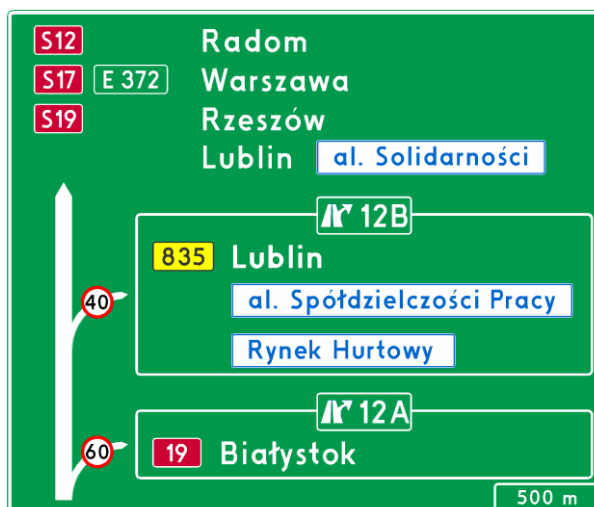 S12 Radom
S17 E 372 Warszawa
S19 Rzeszów
Lublin al. Solidarności
12B
835 Lublin
40 al. Spółdzielczości Pracy
Rynek Hurtowy
12A
60 19 Białystok
500 m